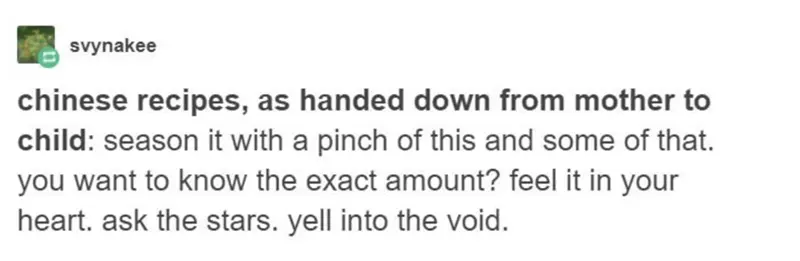 svynakee
chinese recipes, as handed down from mother to
child: season it with a pinch of this and some of that.
you want to know the exact amount? feel it in your
heart. ask the stars. yell into the void.